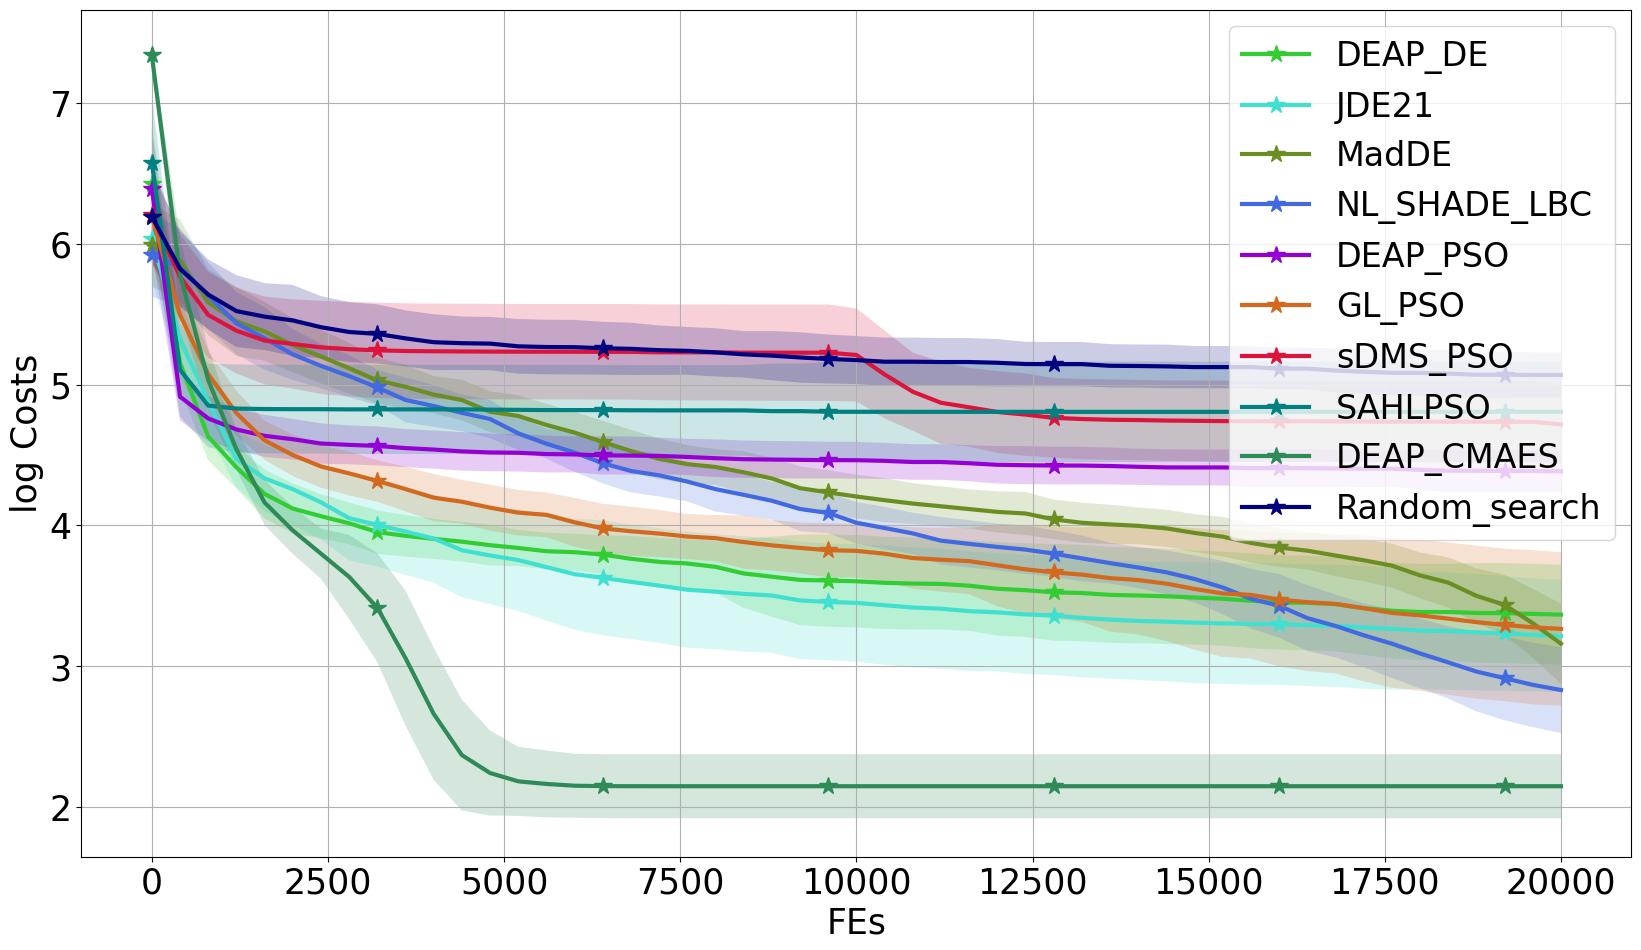 log Costs
7
6
5
4
3
2
DEAP_DE
JDE21
MadDE
NL_SHADE_LBC
DEAP_PSO
GL_PSO
sDMS_PSO
SAHLPSO
DEAP_CMAES
Random_search
0 2500 5000 7500 10000 12500 15000 17500 20000
FEs